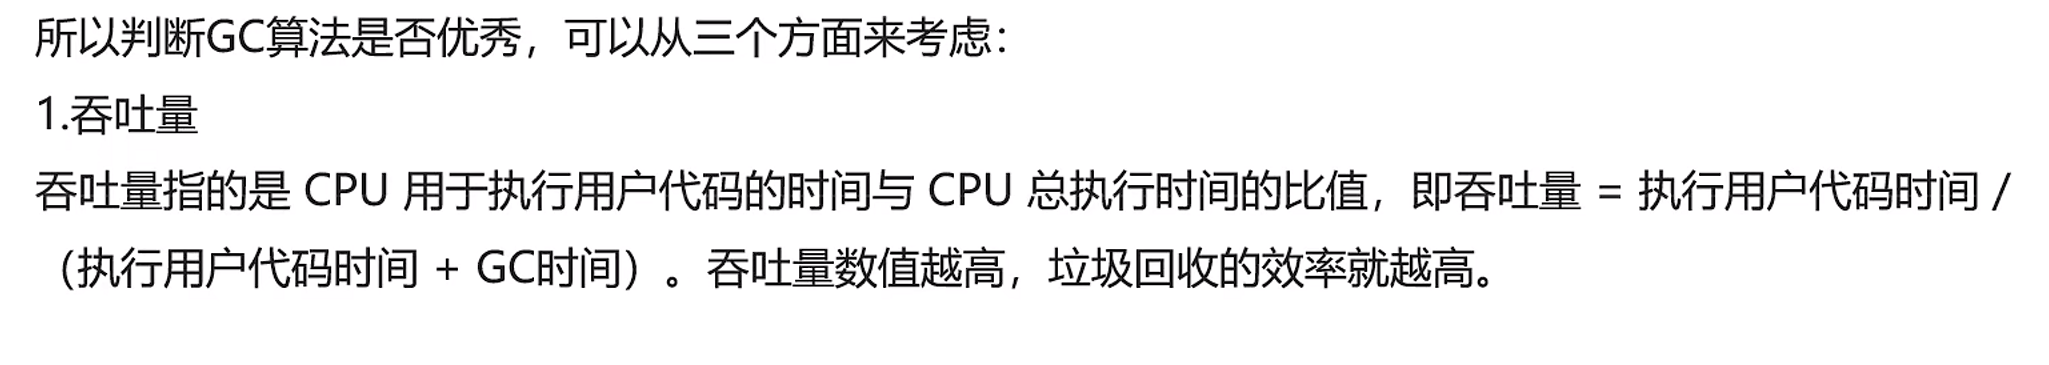 所以判断GC算法是否优秀，可以从三个方面来考虑：
1.吞吐量
吞吐量指的是 CPU 用于执行用户代码的时间与 CPU 总执行时间的比值，即吞吐量 = 执行用户代码时间 /
（执行用户代码时间 + GC时间）。吞吐量数值越高，垃圾回收的效率就越高。